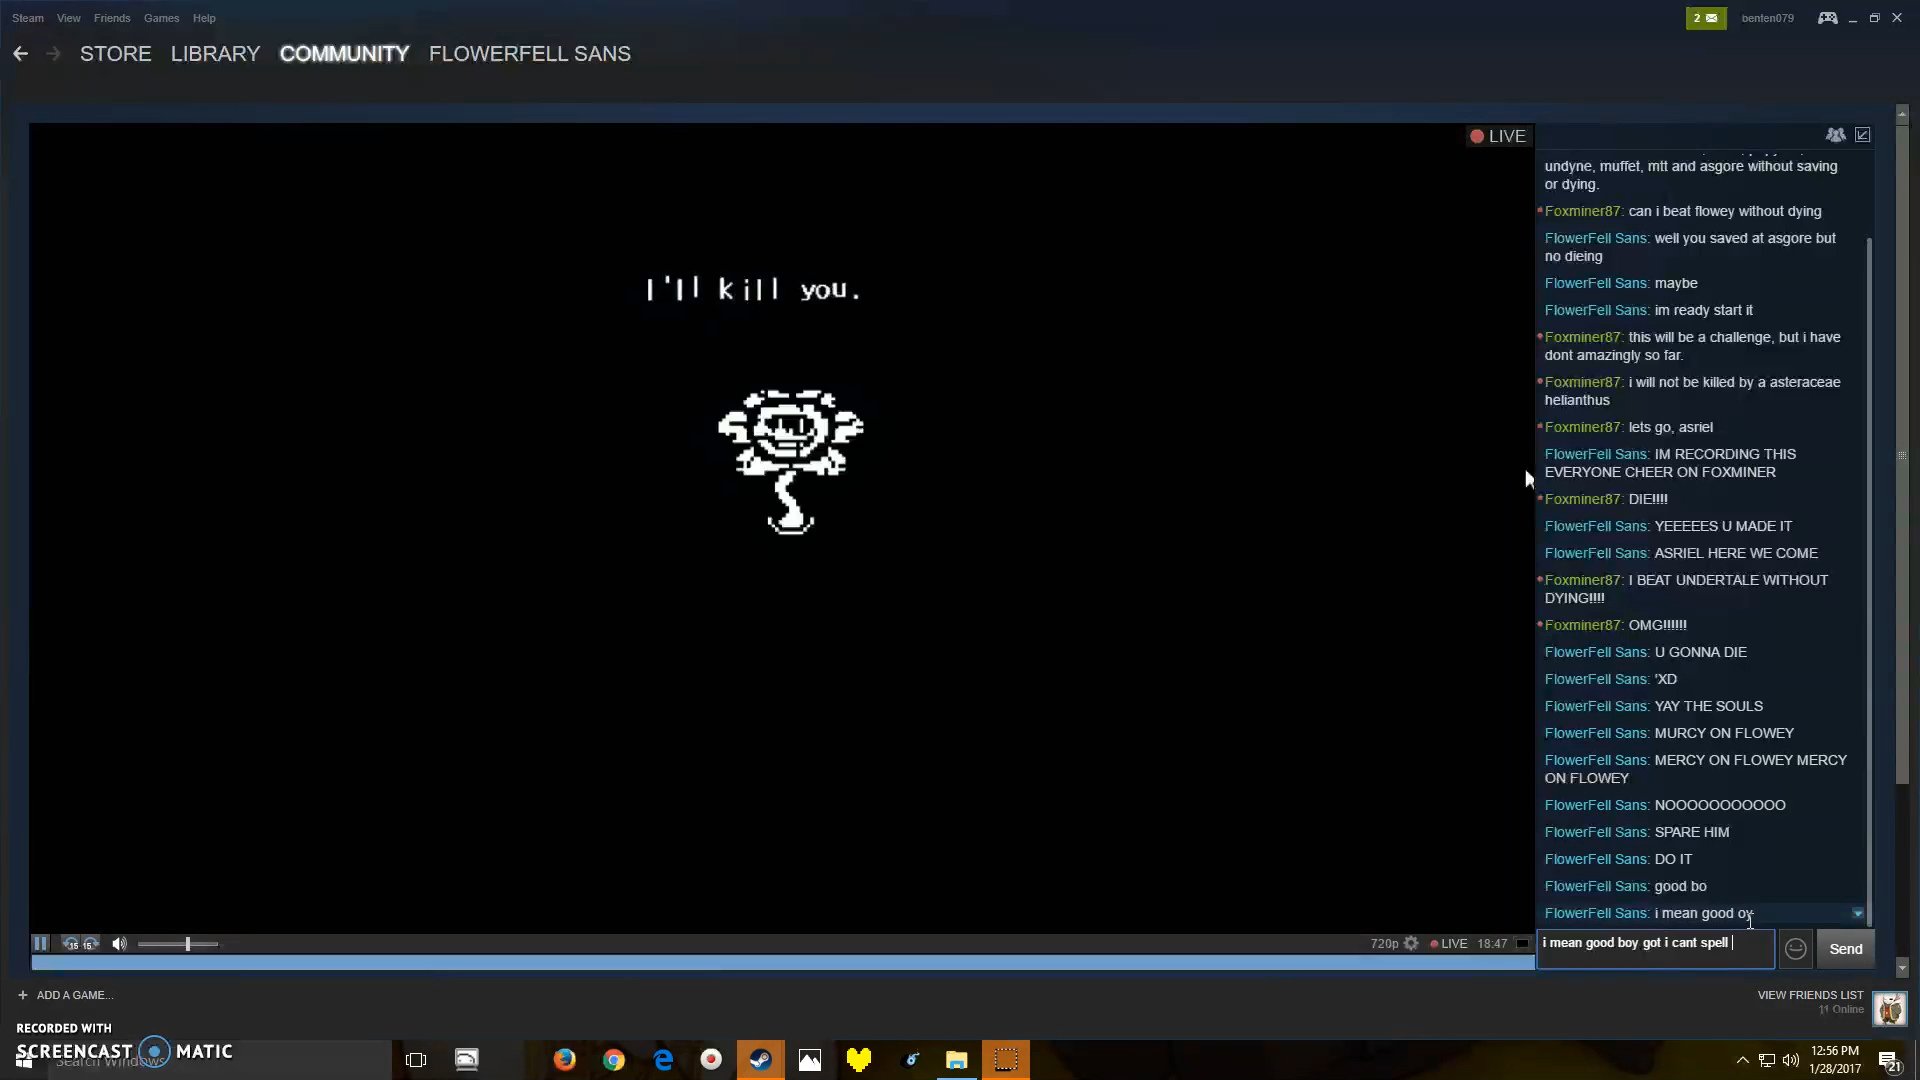 Steam View Friends Games Help
2
benten079
STORE LIBRARY COMMUNITY FLOWERFELL SANS
LIVE
I'll kill you.
undyne, muffet, mtt and asgore without saving
or dying.
Foxminer87: can i beat flowey without dying
FlowerFell Sans: well you saved at asgore but
no dieing
FlowerFell Sans: maybe
FlowerFell Sans: im ready start it
Foxminer87: this will be a challenge, but i have
dont amazingly so far.
Foxminer87: i will not be killed by a asteraceae
helianthus
Foxminer87: lets go, asriel
FlowerFell Sans: IM RECORDING THIS
EVERYONE CHEER ON FOXMINER
Foxminer87: DIE!!!!
FlowerFell Sans: YEEEEES U MADE IT
FlowerFell Sans: ASRIEL HERE WE COME
Foxminer87: I BEAT UNDERTALE WITHOUT
DYING!!!!
Foxminer87: OMG!!!!!!
FlowerFell Sans: U GONNA DIE
FlowerFell Sans: 'XD
FlowerFell Sans: YAY THE SOULS
FlowerFell Sans: MURCY ON FLOWEY
FlowerFell Sans: MERCY ON FLOWEY MERCY
ON FLOWEY
FlowerFell Sans: NOOOOOOOOOOO
FlowerFell Sans: SPARE HIM
FlowerFell Sans: DO IT
FlowerFell Sans: good bo
FlowerFell Sans: i mean good oy
i mean good boy got i cant spell
Send
15 15
720p LIVE 18:47
+ ADD A GAME...
VIEW FRIENDS LIST
11 Online
RECORDED WITH
SCREENCAST MATIC
Search Windows
12:56 PM
1/28/2017
21